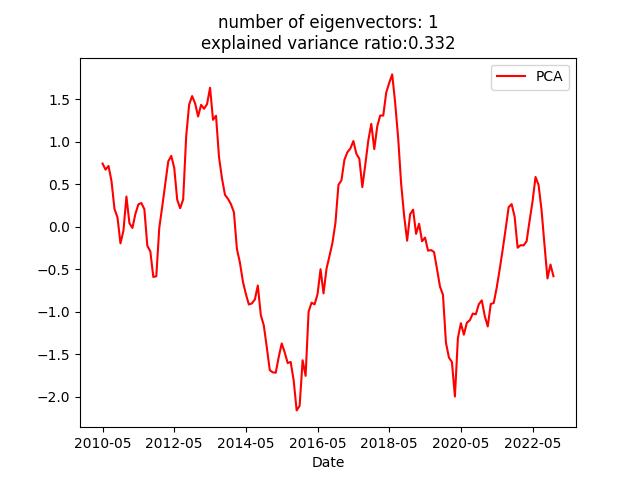 number of eigenvectors: 1
explained variance ratio:0.332
PCA
1.5
1.0
0.5
0.0
−0.5
−1.0
−1.5
−2.0
2010-05 2012-05 2014-05 2016-05 2018-05 2020-05 2022-05
Date